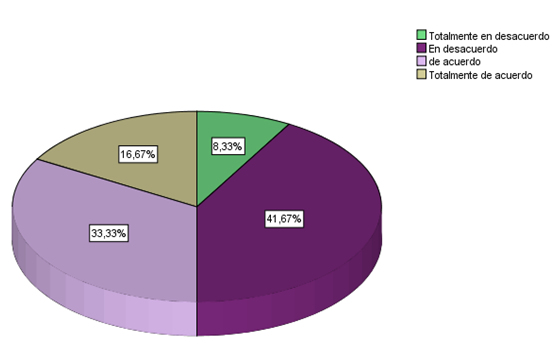 Totalmente en desacuerdo
En desacuerdo
de acuerdo
Totalmente de acuerdo
16,67%
8,33%
41,67%
33,33%